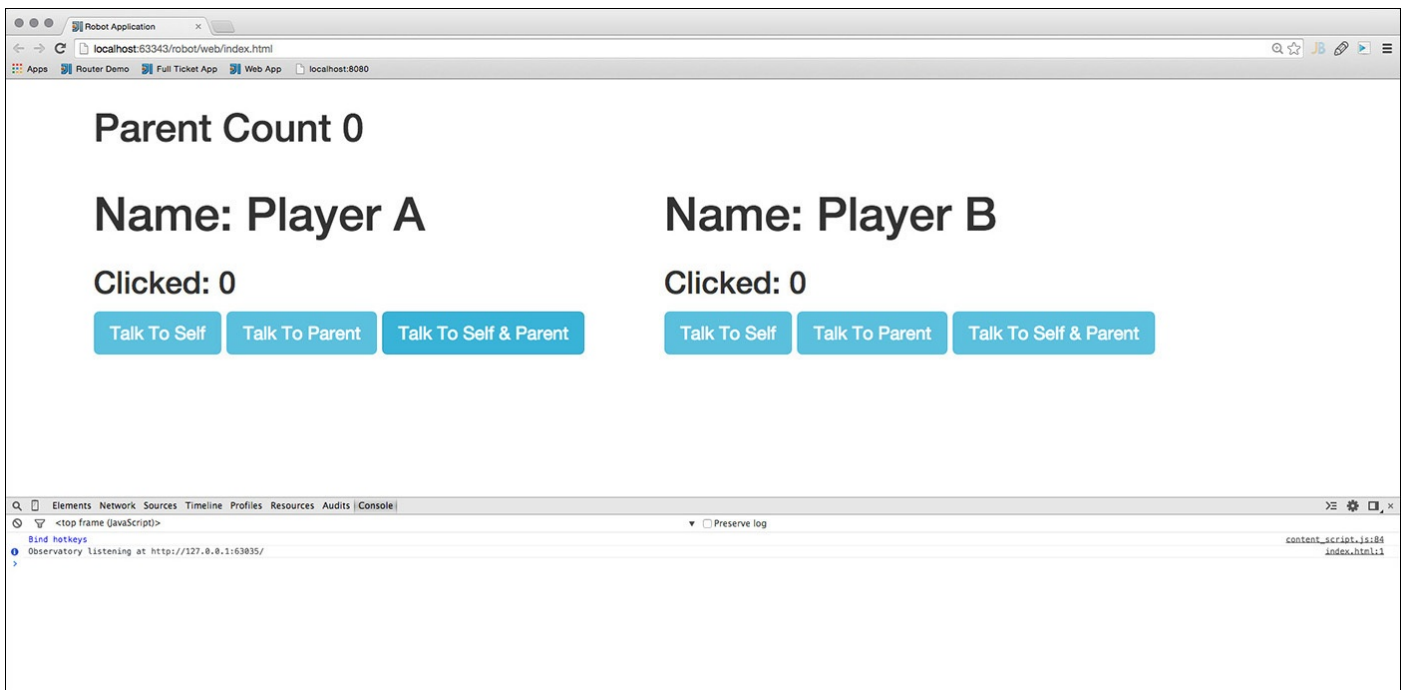 Robot Application
localhost:63343/robot/web/index.html
Apps Router Demo Full Ticket App Web App localhost:8080
Parent Count 0
Name: Player A
Clicked: 0
Talk To Self Talk To Parent Talk To Self & Parent
Name: Player B
Clicked: 0
Talk To Self Talk To Parent Talk To Self & Parent
Elements Network Sources Timeline Profiles Resources Audits Console
<top frame (JavaScript)> Preserve log
Bind hotkeys content_script.js:84
Observatory listening at http://127.0.0.1:63035/ index.html:1